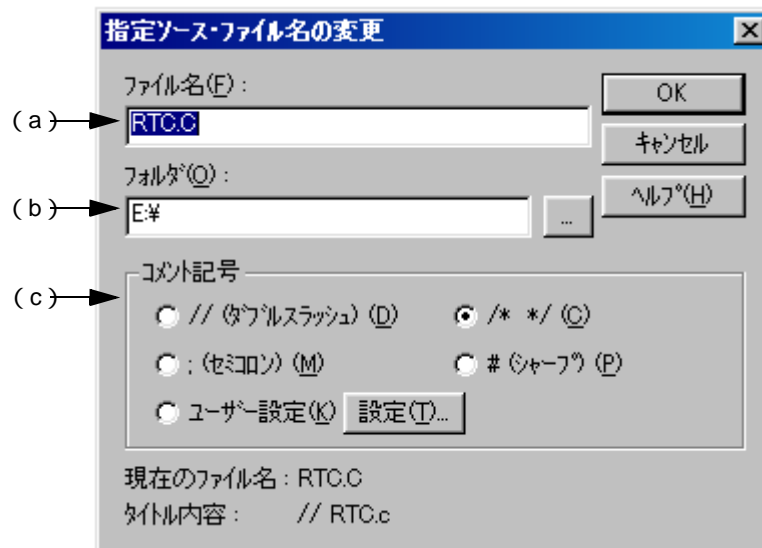 指定ソース・ファイル名の変更
ファイル名(F) :
OK
(a)
RTC.C
キャンセル
フォルダ(O) :
ヘルプ(H)
(b)
E:¥
...
コメント記号
(c)
// (ダブルスラッシュ) (D)
/* */ (C)
; (セミコロン) (M)
# (シャープ) (P)
ユーザー設定(K)
設定(T)...
現在のファイル名 : RTC.C
タイトル内容 : // RTC.c